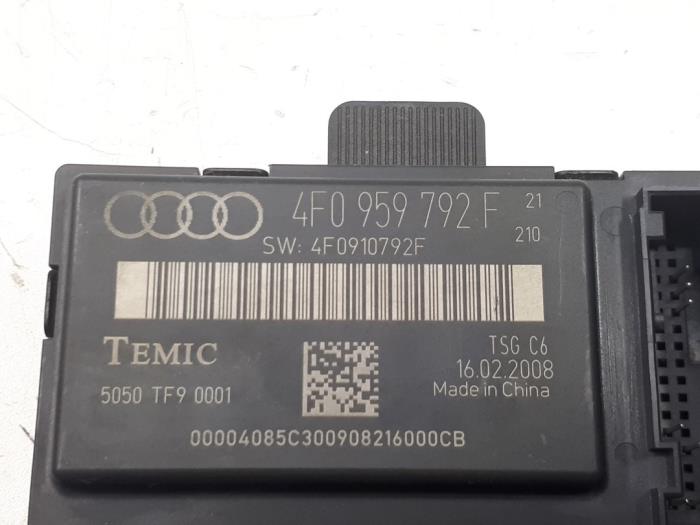 4F0 959 792 F 21
210
SW: 4F0910792F
TEMIC
TSG C6
16.02.2008
5050 TF9 0001
Made in China
00004085C300908216000CB